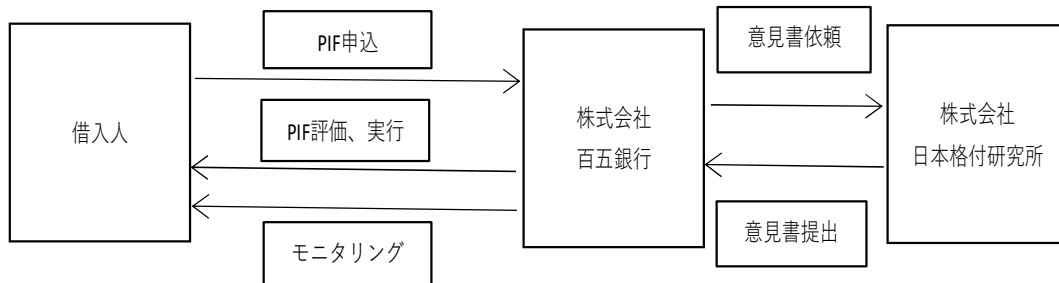 借入人
PIF申込
PIF評価、実行
モニタリング
株式会社
百五銀行
意見書依頼
意見書提出
株式会社
日本格付研究所